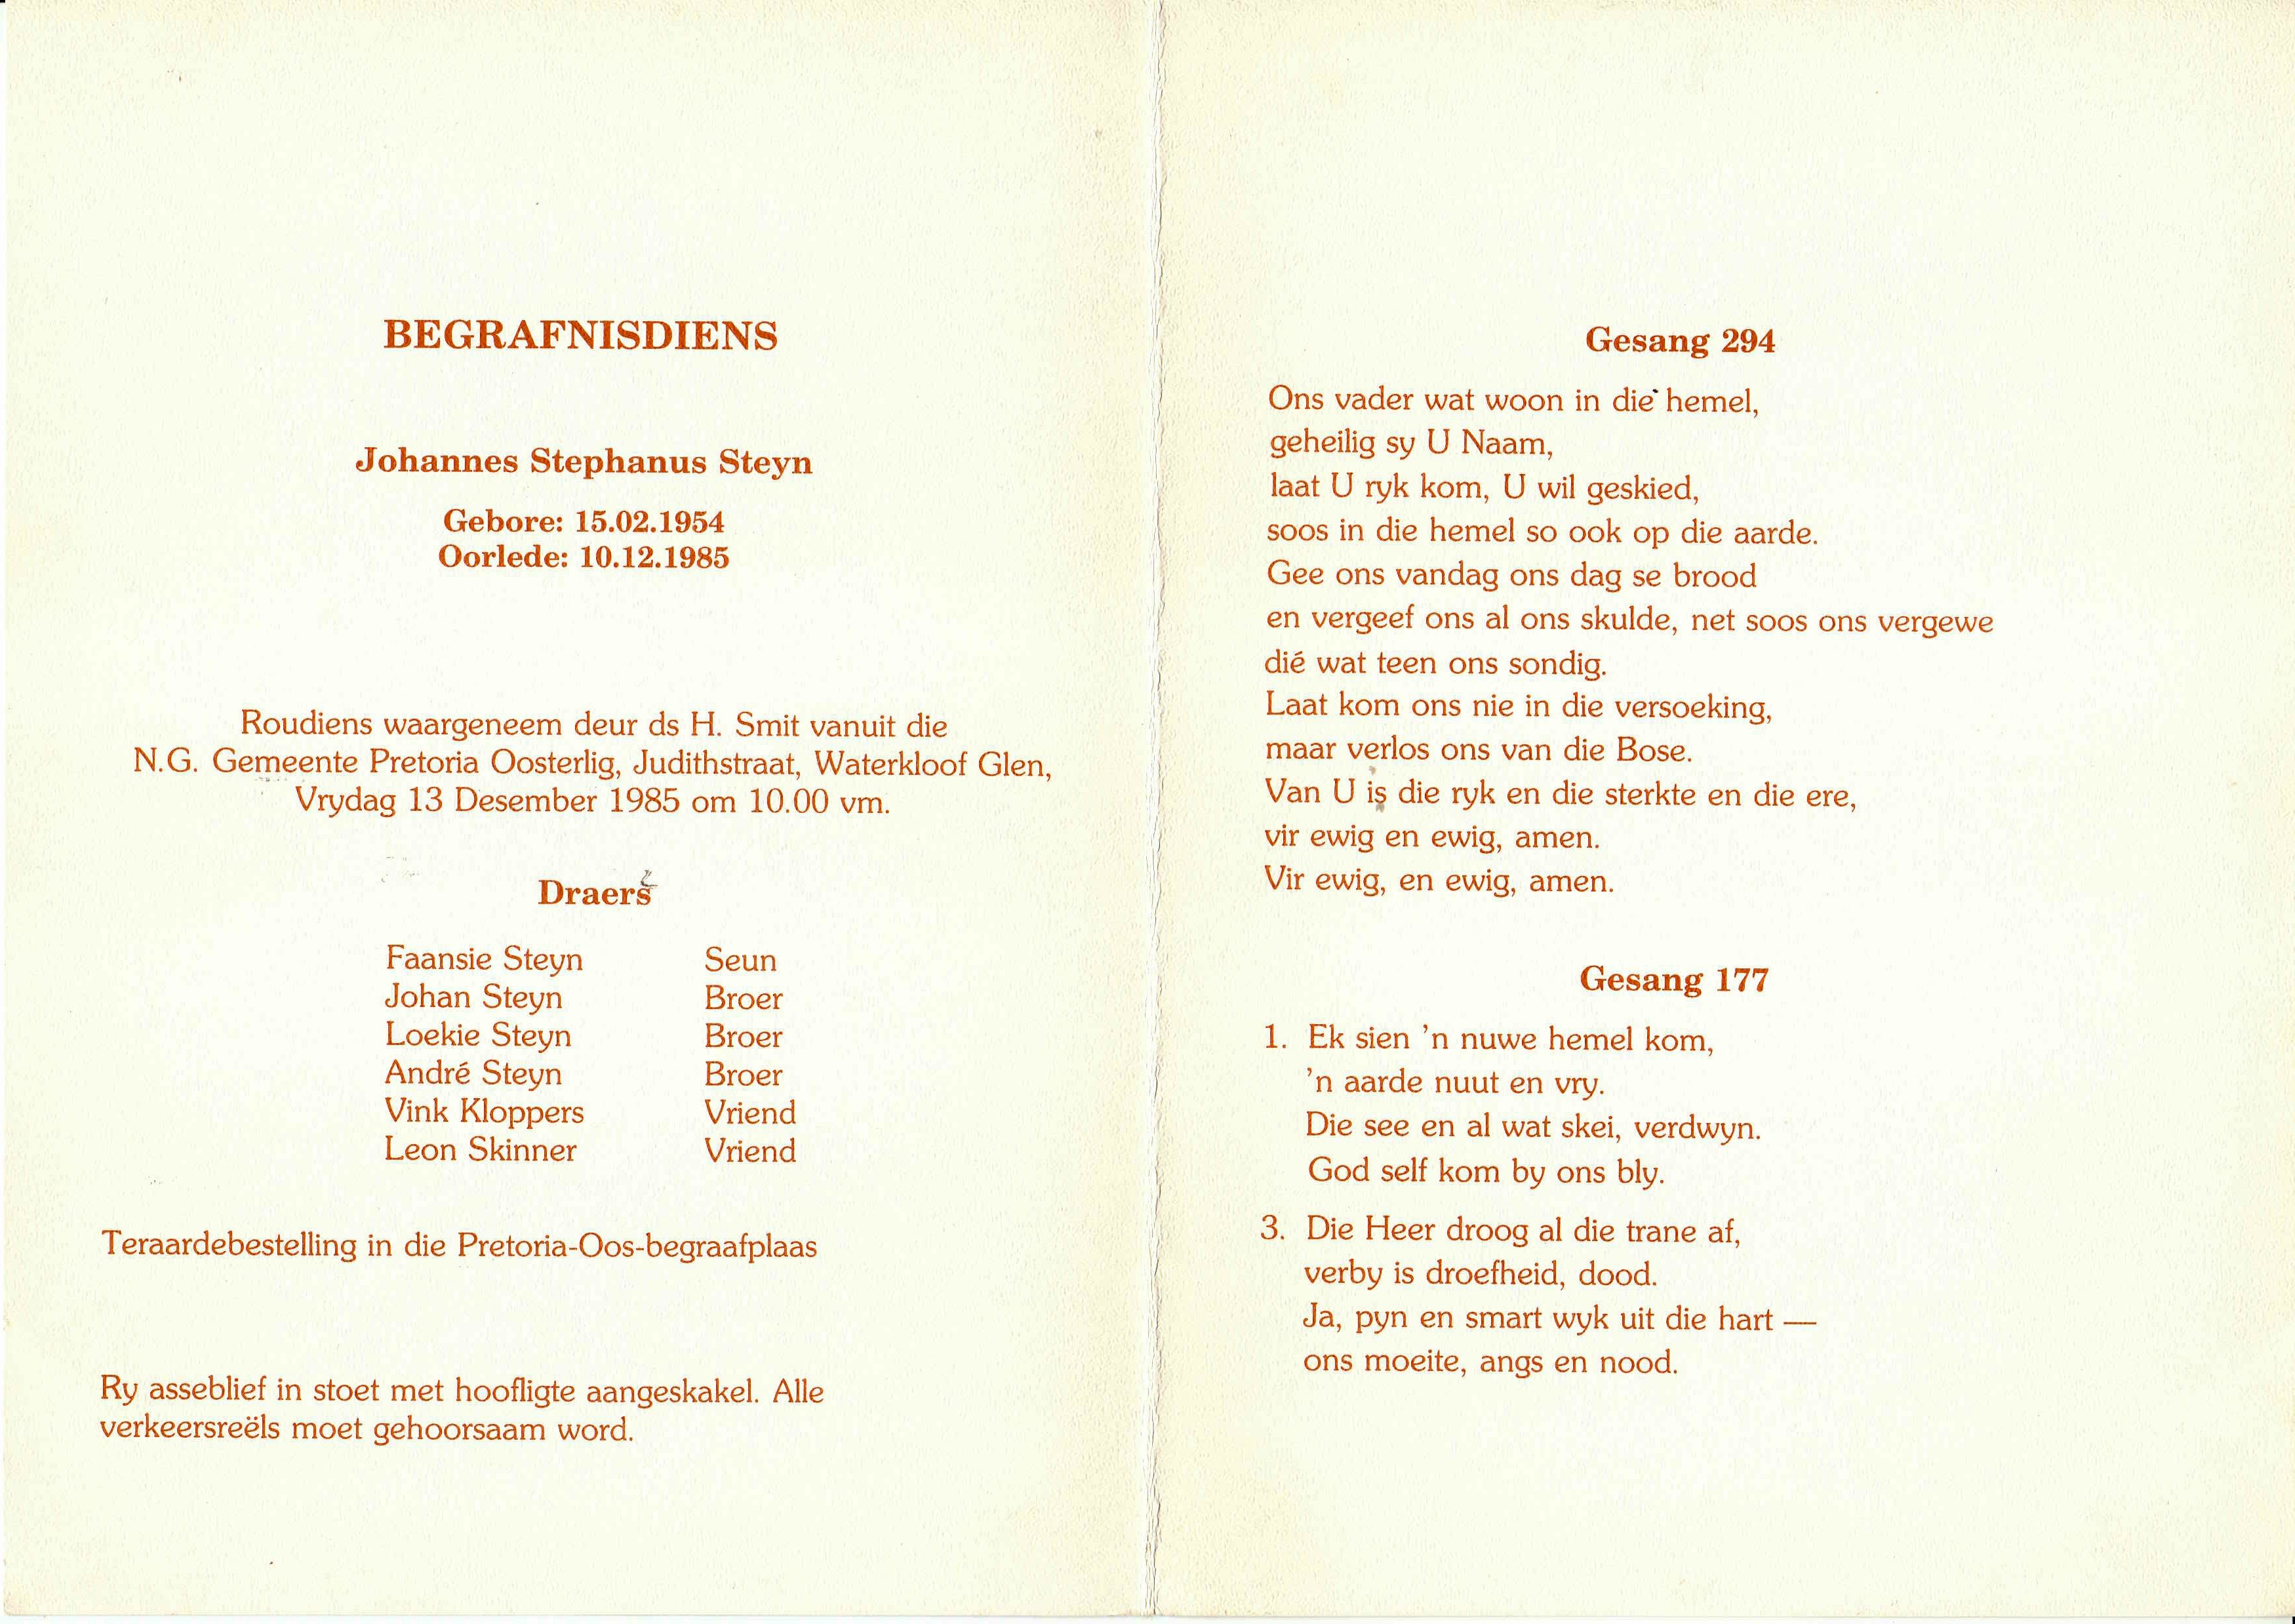 BEGRAFNISDIENS
Johannes Stephanus Steyn
Gebore: 15.02.1954
Oorlede: 10.12.1985
Roudiens waargeneem deur ds H. Smit vanuit die
N.G. Gemeente Pretoria Oosterlig, Judithstraat, Waterkloof Glen,
Vrydag 13 Desember 1985 om 10.00 vm.
Draers
Faansie Steyn Seun
Johan Steyn Broer
Loekie Steyn Broer
André Steyn Broer
Vink Kloppers Vriend
Leon Skinner Vriend
Teraardebestelling in die Pretoria-Oos-begraafplaas
Ry asseblief in stoet met hoofligte aangeskakel. Alle
verkeersreëls moet gehoorsaam word.
Gesang 294
Ons vader wat woon in die hemel,
geheilig sy U Naam,
laat U ryk kom, U wil geskied,
soos in die hemel so ook op die aarde.
Gee ons vandag ons dag se brood
en vergeef ons al ons skulde, net soos ons vergewe
dié wat teen ons sondig.
Laat kom ons nie in die versoeking,
maar verlos ons van die Bose.
Van U is die ryk en die sterkte en die ere,
vir ewig en ewig, amen.
Vir ewig, en ewig, amen.
Gesang 177
1. Ek sien 'n nuwe hemel kom,
'n aarde nuut en vry.
Die see en al wat skei, verdwyn.
God self kom by ons bly.
3. Die Heer droog al die trane af,
verby is droefheid, dood.
Ja, pyn en smart wyk uit die hart —
ons moeite, angs en nood.